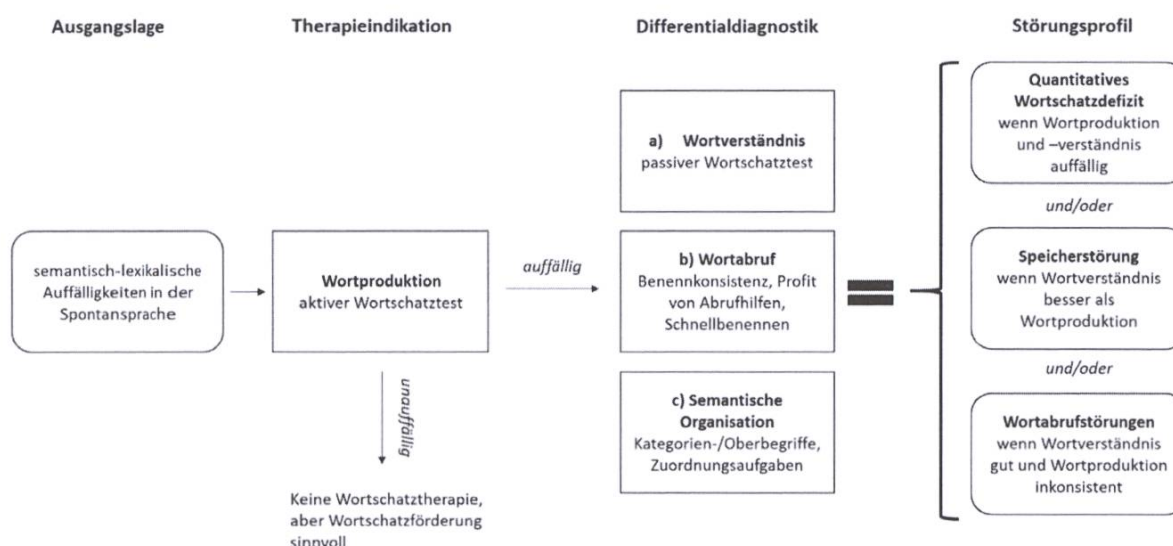 Ausgangslage
Therapieindikation
Differentialdiagnostik
Störungsprofil
semantisch-lexikalische
Auffälligkeiten in der
Spontansprache
Wortproduktion
aktiver Wortschatztest
auffällig
unauffällig
Keine Wortschatztherapie,
aber Wortschatzförderung
sinnvoll
a) Wortverständnis
passiver Wortschatztest
b) Wortabruf
Benennkonsistenz, Profit
von Abrufhilfen,
Schnellbenennen
c) Semantische
Organisation
Kategorien-/Oberbegriffe,
Zuordnungsaufgaben
Quantitatives
Wortschatzdefizit
wenn Wortproduktion
und –verständnis
auffällig
und/oder
Speicherstörung
wenn Wortverständnis
besser als
Wortproduktion
und/oder
Wortabrufstörungen
wenn Wortverständnis
gut und Wortproduktion
inkonsistent